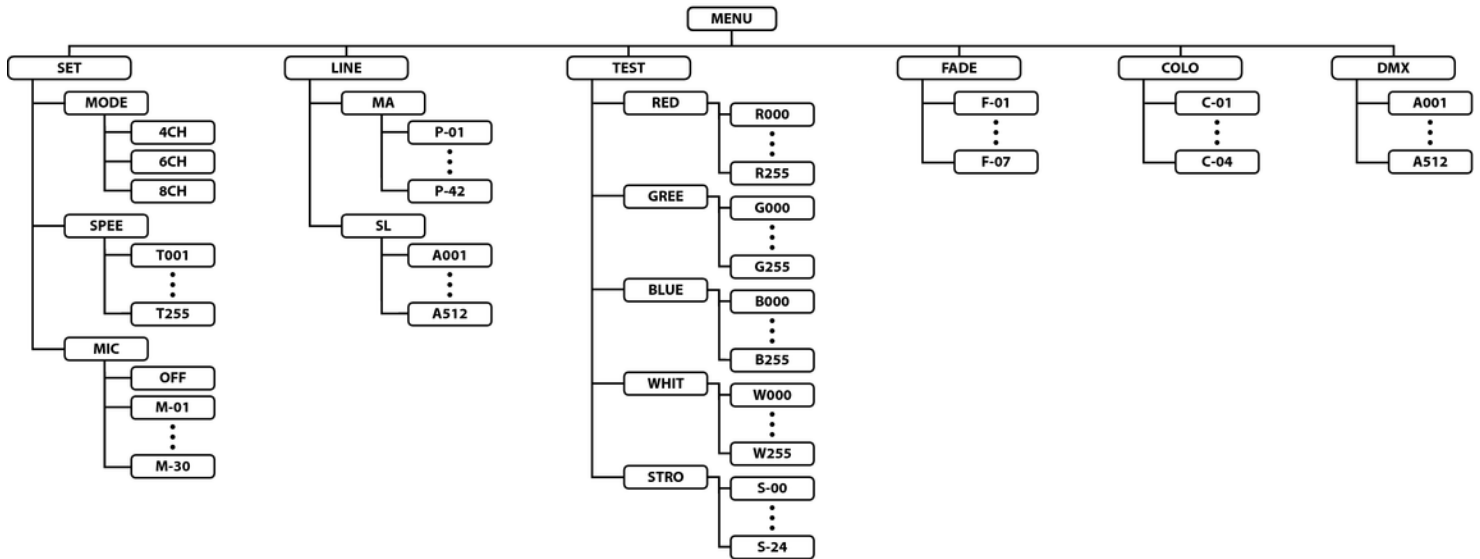 MENU
SET
MODE
4CH
6CH
8CH
SPEE
T001
T255
MIC
OFF
M-01
M-30
LINE
MA
P-01
P-42
SL
A001
A512
TEST
RED
R000
R255
GREE
G000
G255
BLUE
B000
B255
WHIT
W000
W255
STRO
S-00
S-24
FADE
F-01
F-07
COLO
C-01
C-04
DMX
A001
A512